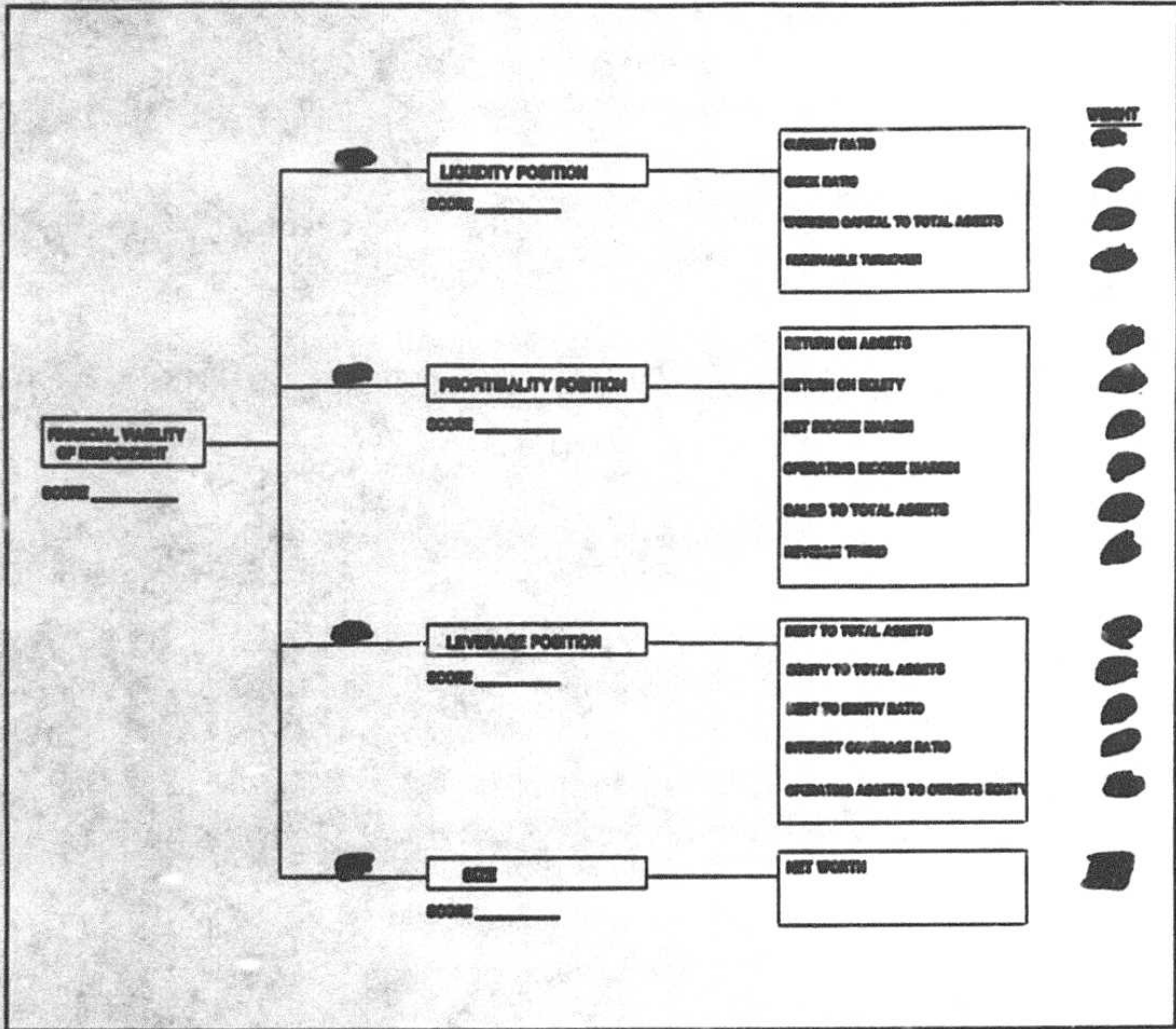 WEIGHT
CURRENT RATIO
LIQUIDITY POSITION
QUICK RATIO
SCORE
WORKING CAPITAL TO TOTAL ASSETS
RECEIVABLE TURNOVER
RETURN ON ASSETS
PROFITIBALITY POSITION
RETURN ON EQUITY
SCORE
NET INCOME MARGIN
FINANCIAL VIABILITY
OF
OPERATING INCOME MARGIN
SCORE
SALES TO TOTAL ASSETS
REVENUE TREND
LEVERAGE POSITION
DEBT TO TOTAL ASSETS
EQUITY TO TOTAL ASSETS
SCORE
DEBT TO EQUITY RATIO
INTEREST COVERAGE RATIO
OPERATING ASSETS TO OWNERS EQUITY
SIZE
NET WORTH
SCORE